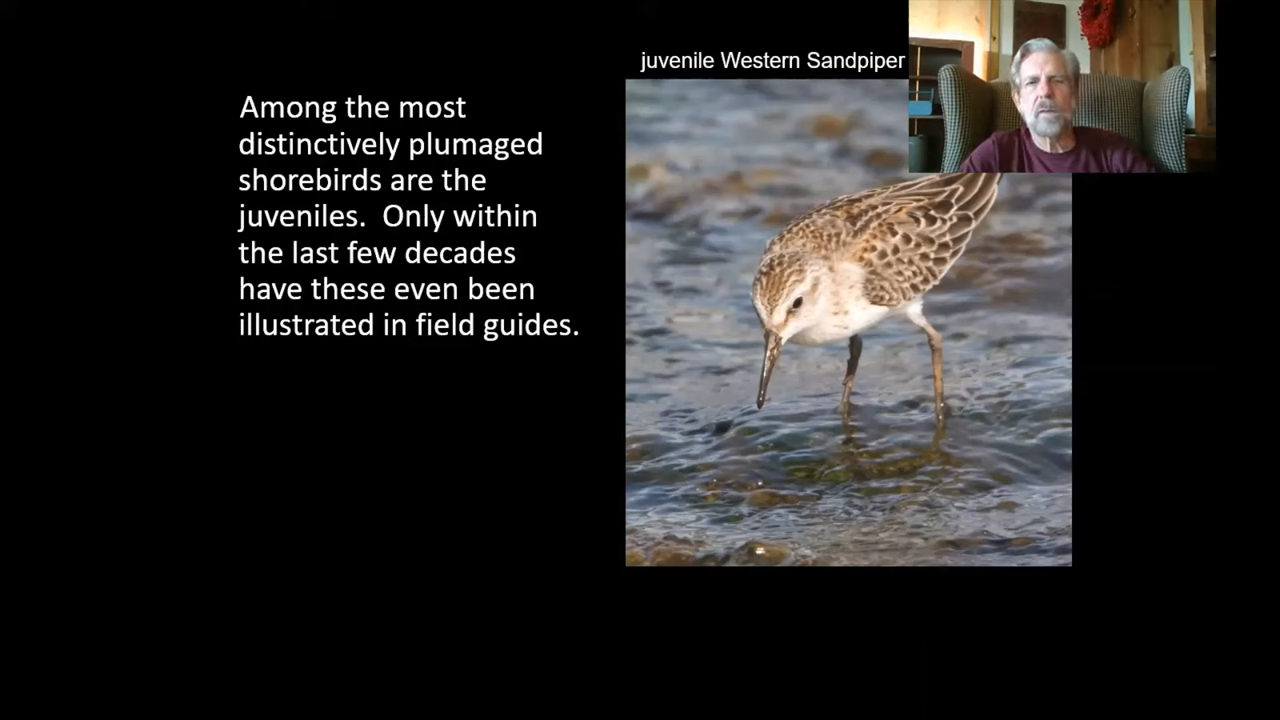 juvenile Western Sandpiper
Among the most
distinctively plumaged
shorebirds are the
juveniles.  Only within
the last few decades
have these even been
illustrated in field guides.